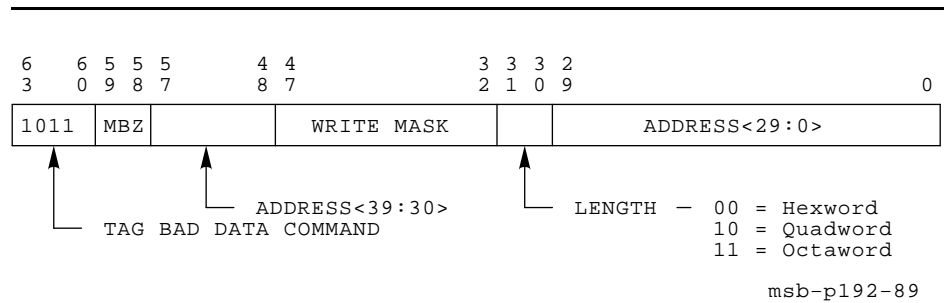 6 6 5 5 5 4 4 3 3 3 2
3 0 9 8 7 8 7 2 1 0 9 0
1011 MBZ WRITE MASK ADDRESS<29:0>
ADDRESS<39:30> LENGTH – 00 = Hexword
TAG BAD DATA COMMAND 10 = Quadword
11 = Octaword
msb–p192–89